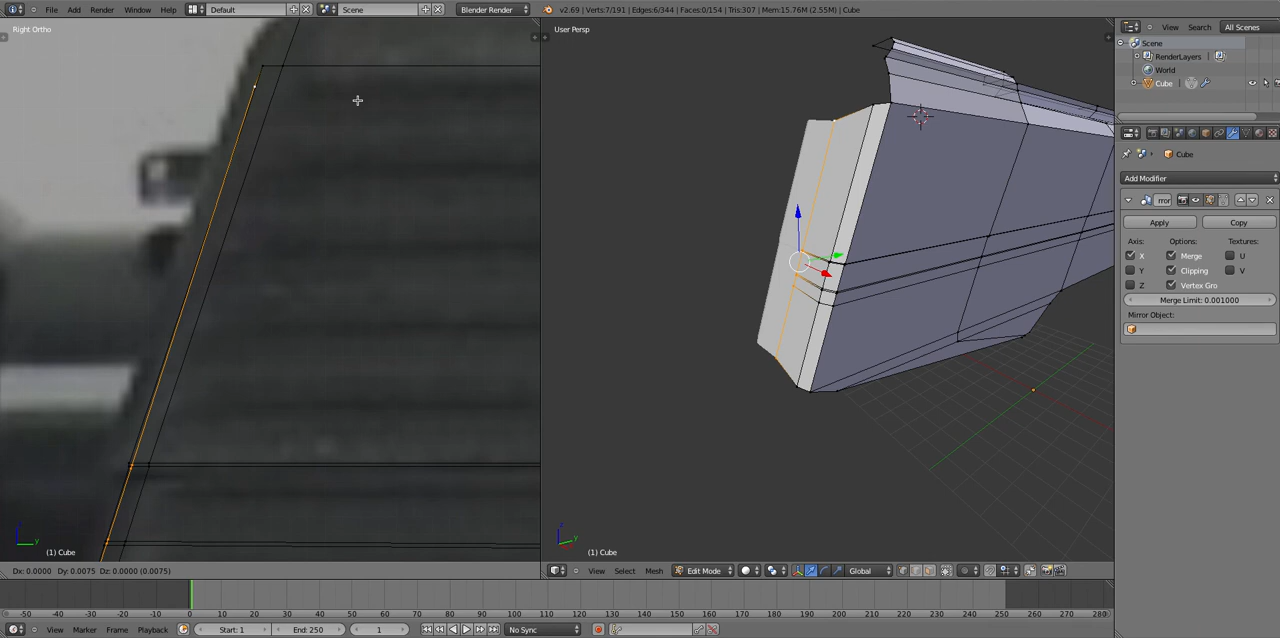 File Add Render Window Help Default Scene Blender Render v2.69 | Verts:7/191 | Edges:6/344 | Faces:0/154 | Tris:307 | Mem:15.76M (2.55M) | Cube
Right Ortho
User Persp
View Search All Scenes
Scene
RenderLayers
World
Cube
Cube
Add Modifier
rror
Apply Copy
Axis: Options: Textures:
X Merge U
Y Clipping V
Z Vertex Gro
Merge Limit: 0.001000
Mirror Object:
z
y
(1) Cube
z
y
(1) Cube
Dx: 0.0000 Dy: 0.0075 Dz: 0.0000 (0.0075)
View Select Mesh Edit Mode Global
-50 -40 -30 -20 -10 0 10 20 30 40 50 60 70 80 90 100 110 120 130 140 150 160 170 180 190 200 210 220 230 240 250 260 270 280
View Marker Frame Playback Start: 1 End: 250 1 No Sync